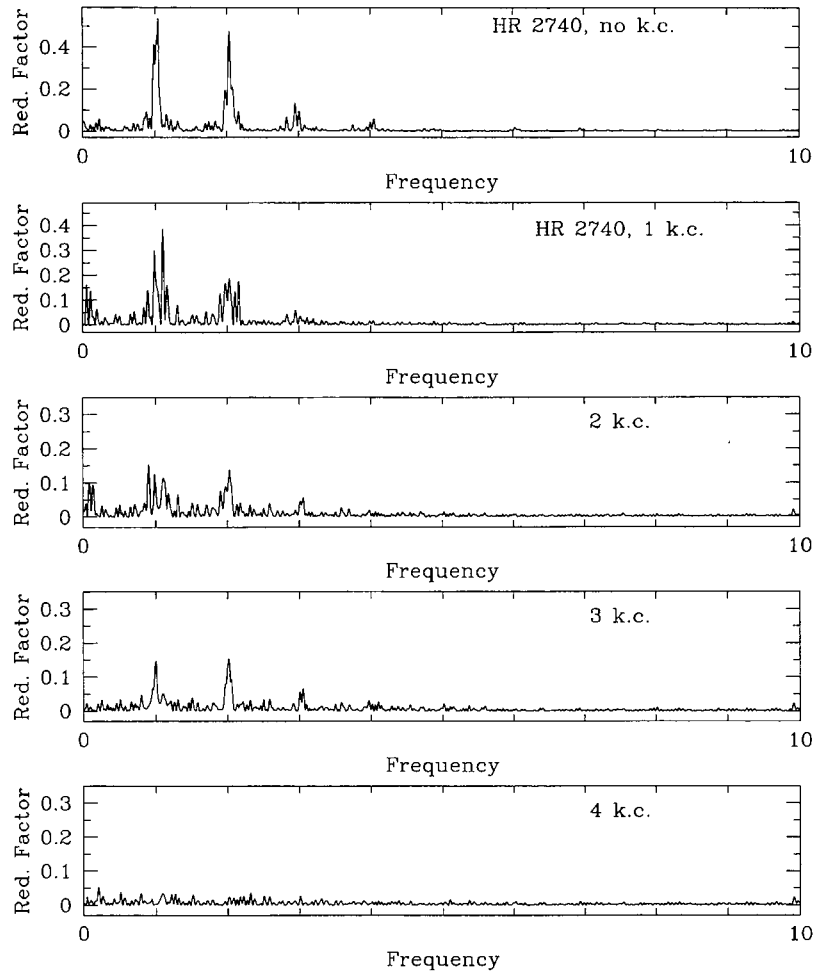 HR 2740, no k.c.
Red. Factor
0.4
0.2
0
0
10
Frequency
HR 2740, 1 k.c.
Red. Factor
0.4
0.3
0.2
0.1
0
0
10
Frequency
2 k.c.
Red. Factor
0.3
0.2
0.1
0
0
10
Frequency
3 k.c.
Red. Factor
0.3
0.2
0.1
0
0
10
Frequency
4 k.c.
Red. Factor
0.3
0.2
0.1
0
0
10
Frequency